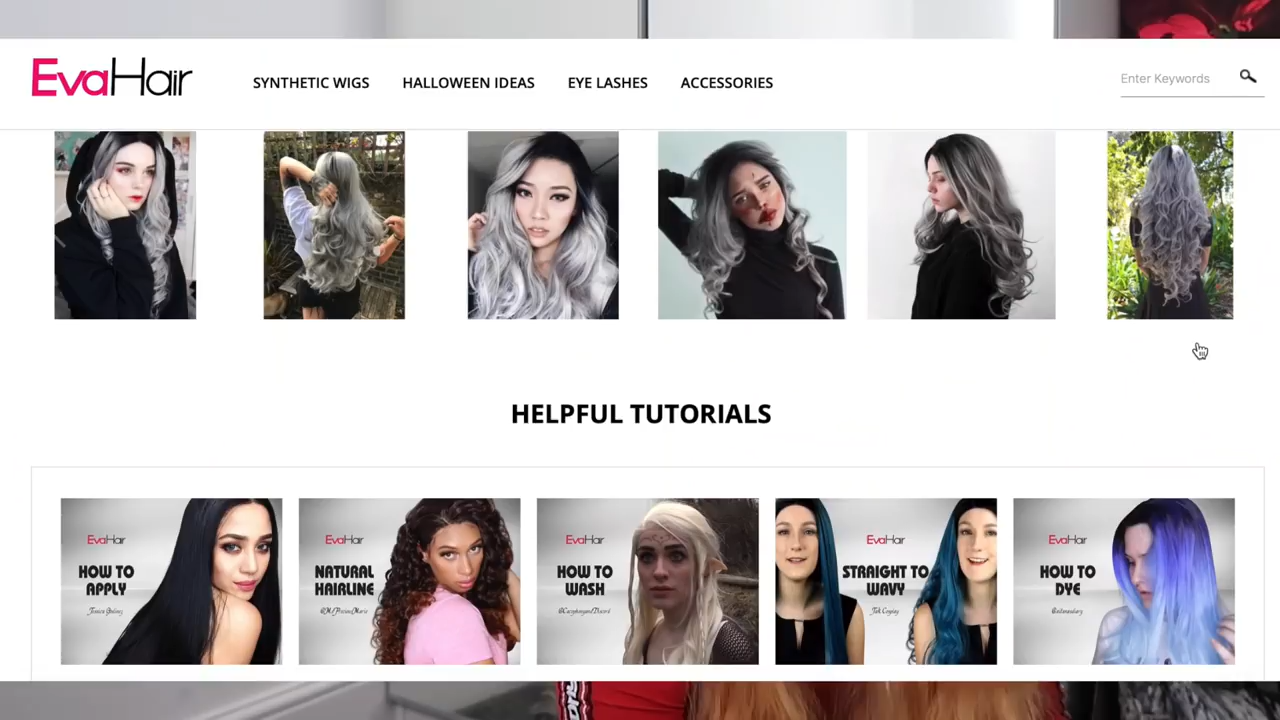 EvaHair
SYNTHETIC WIGS HALLOWEEN IDEAS EYE LASHES ACCESSORIES
Enter Keywords
HELPFUL TUTORIALS
EvaHair
HOW TO
APPLY
EvaHair
NATURAL
HAIRLINE
EvaHair
HOW TO
WASH
EvaHair
STRAIGHT TO
WAVY
EvaHair
HOW TO
DYE